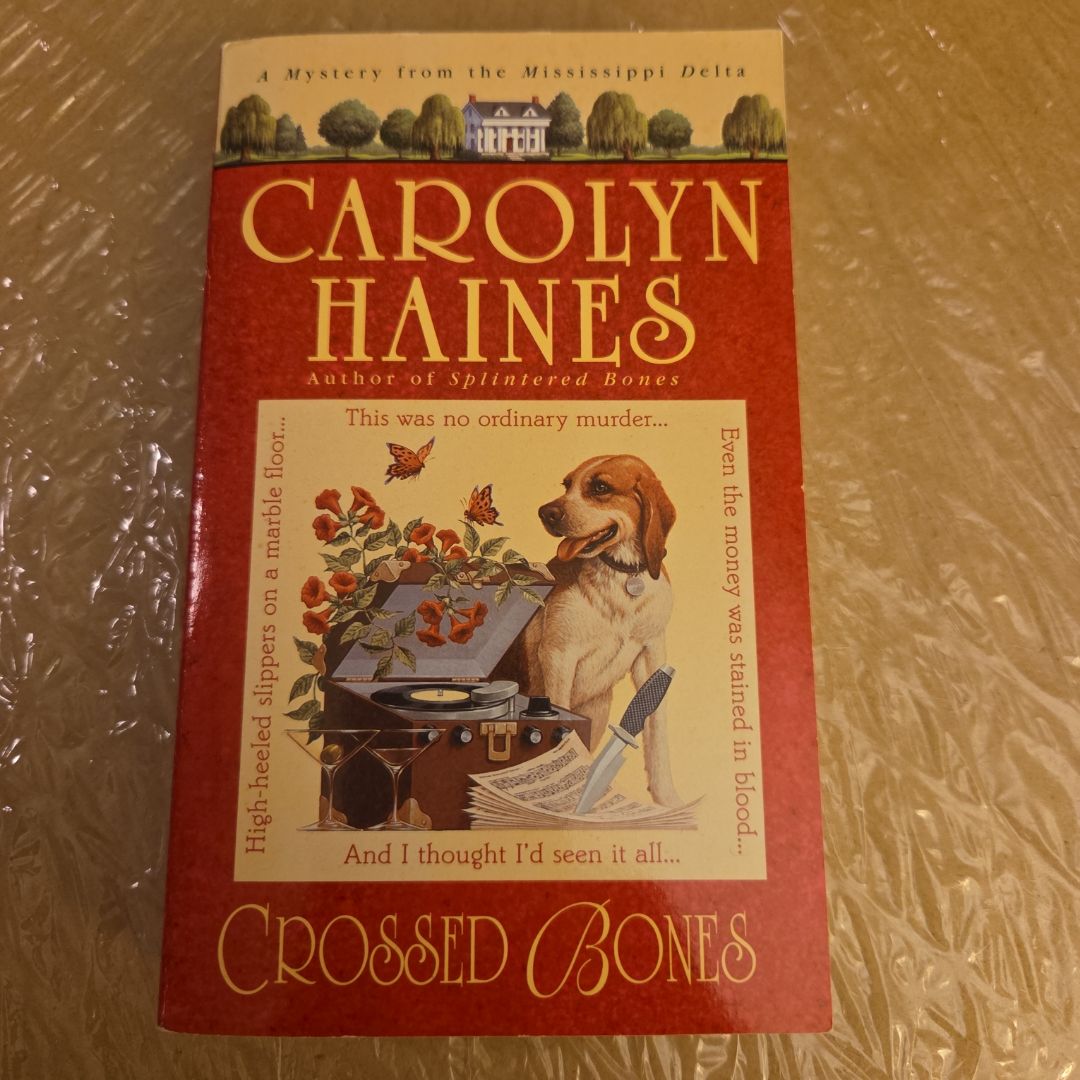 A Mystery from the Mississippi Delta
CAROLYN
HAINES
Author of Splintered Bones
This was no ordinary murder...
High-heeled slippers on a marble floor...
Even the money was stained in blood...
And I thought I'd seen it all...
CROSSED BONES